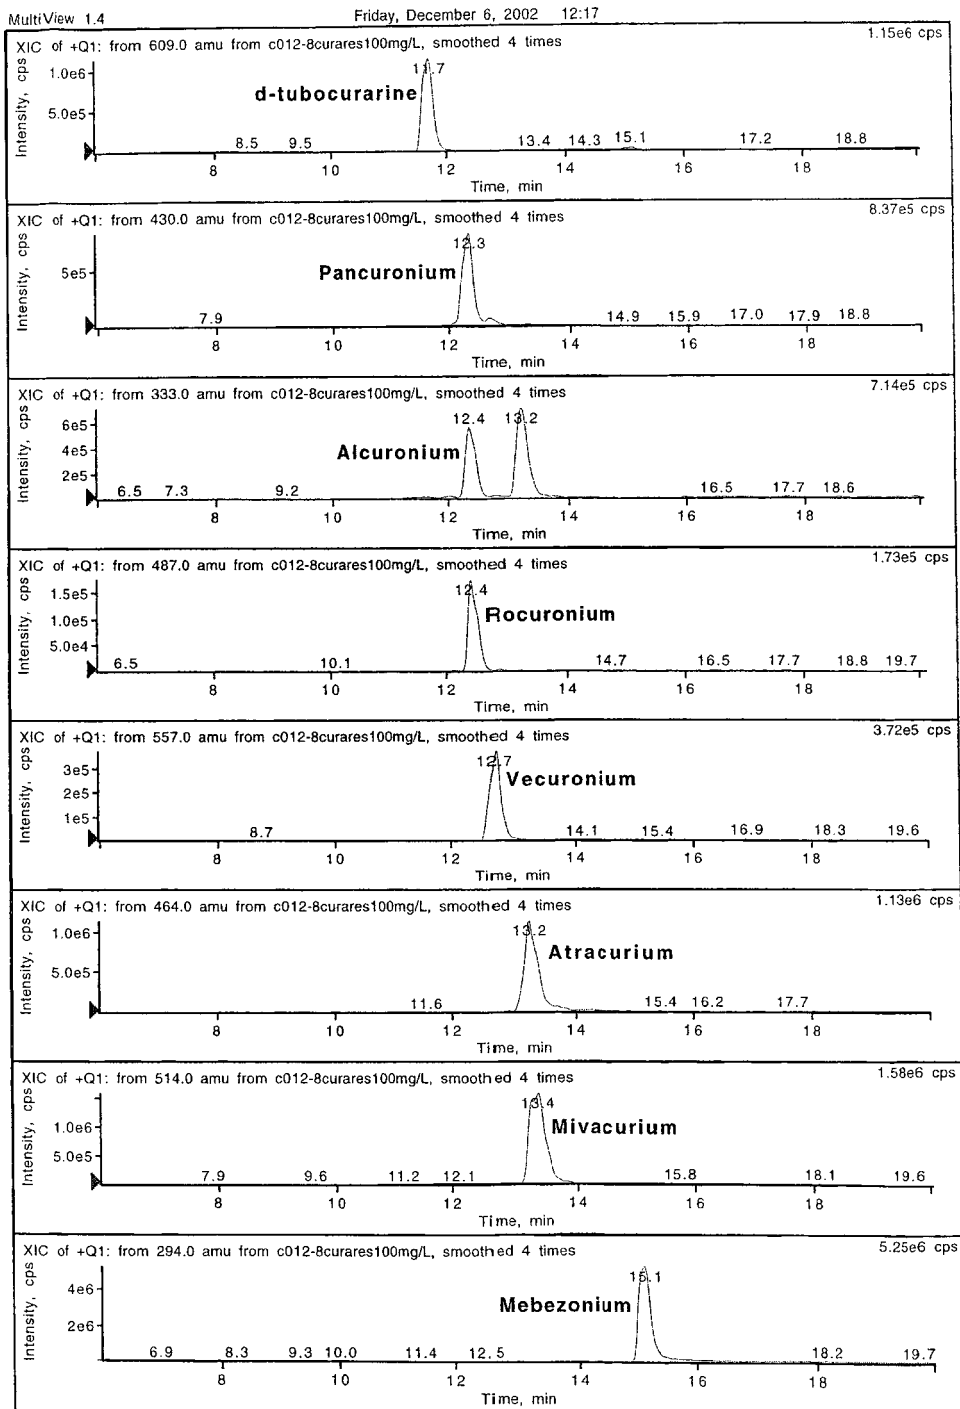 MultiView 1.4 Friday, December 6, 2002 12:17
XIC of +Q1: from 609.0 amu from c012-8curares100mg/L, smoothed 4 times 1.15e6 cps
Intensity, cps
1.0e6
5.0e5
11.7
d-tubocurarine
8.5 9.5 13.4 14.3 15.1 17.2 18.8
8 10 12 14 16 18
Time, min
XIC of +Q1: from 430.0 amu from c012-8curares100mg/L, smoothed 4 times 8.37e5 cps
Intensity, cps
5e5
12.3
Pancuronium
7.9 14.9 15.9 17.0 17.9 18.8
8 10 12 14 16 18
Time, min
XIC of +Q1: from 333.0 amu from c012-8curares100mg/L, smoothed 4 times 7.14e5 cps
Intensity, cps
6e5
4e5
2e5
12.4 13.2
Alcuronium
6.5 7.3 9.2 16.5 17.7 18.6
8 10 12 14 16 18
Time, min
XIC of +Q1: from 487.0 amu from c012-8curares100mg/L, smoothed 4 times 1.73e5 cps
Intensity, cps
1.5e5
1.0e5
5.0e4
12.4
Rocuronium
6.5 10.1 14.7 16.5 17.7 18.8 19.7
8 10 12 14 16 18
Time, min
XIC of +Q1: from 557.0 amu from c012-8curares100mg/L, smoothed 4 times 3.72e5 cps
Intensity, cps
3e5
2e5
1e5
12.7
Vecuronium
8.7 14.1 15.4 16.9 18.3 19.6
8 10 12 14 16 18
Time, min
XIC of +Q1: from 464.0 amu from c012-8curares100mg/L, smoothed 4 times 1.13e6 cps
Intensity, cps
1.0e6
5.0e5
13.2
Atracurium
11.6 15.4 16.2 17.7
8 10 12 14 16 18
Time, min
XIC of +Q1: from 514.0 amu from c012-8curares100mg/L, smoothed 4 times 1.58e6 cps
Intensity, cps
1.0e6
5.0e5
13.4
Mivacurium
7.9 9.6 11.2 12.1 15.8 18.1 19.6
8 10 12 14 16 18
Time, min
XIC of +Q1: from 294.0 amu from c012-8curares100mg/L, smoothed 4 times 5.25e6 cps
Intensity, cps
4e6
2e6
15.1
Mebezonium
6.9 8.3 9.3 10.0 11.4 12.5 18.2 19.7
8 10 12 14 16 18
Time, min